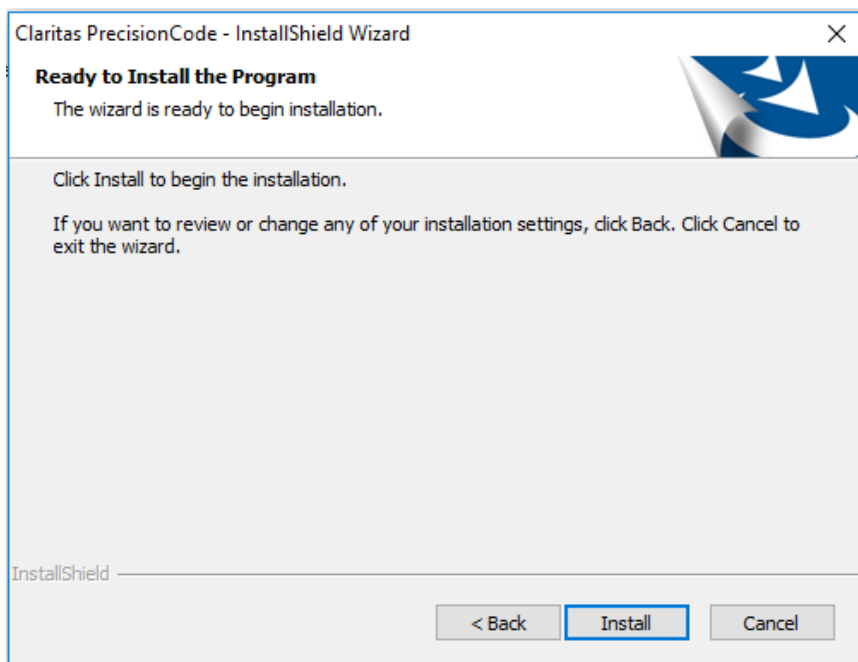 Claritas PrecisionCode - InstallShield Wizard
Ready to Install the Program
The wizard is ready to begin installation.
Click Install to begin the installation.
If you want to review or change any of your installation settings, click Back. Click Cancel to
exit the wizard.
InstallShield
< Back
Install
Cancel